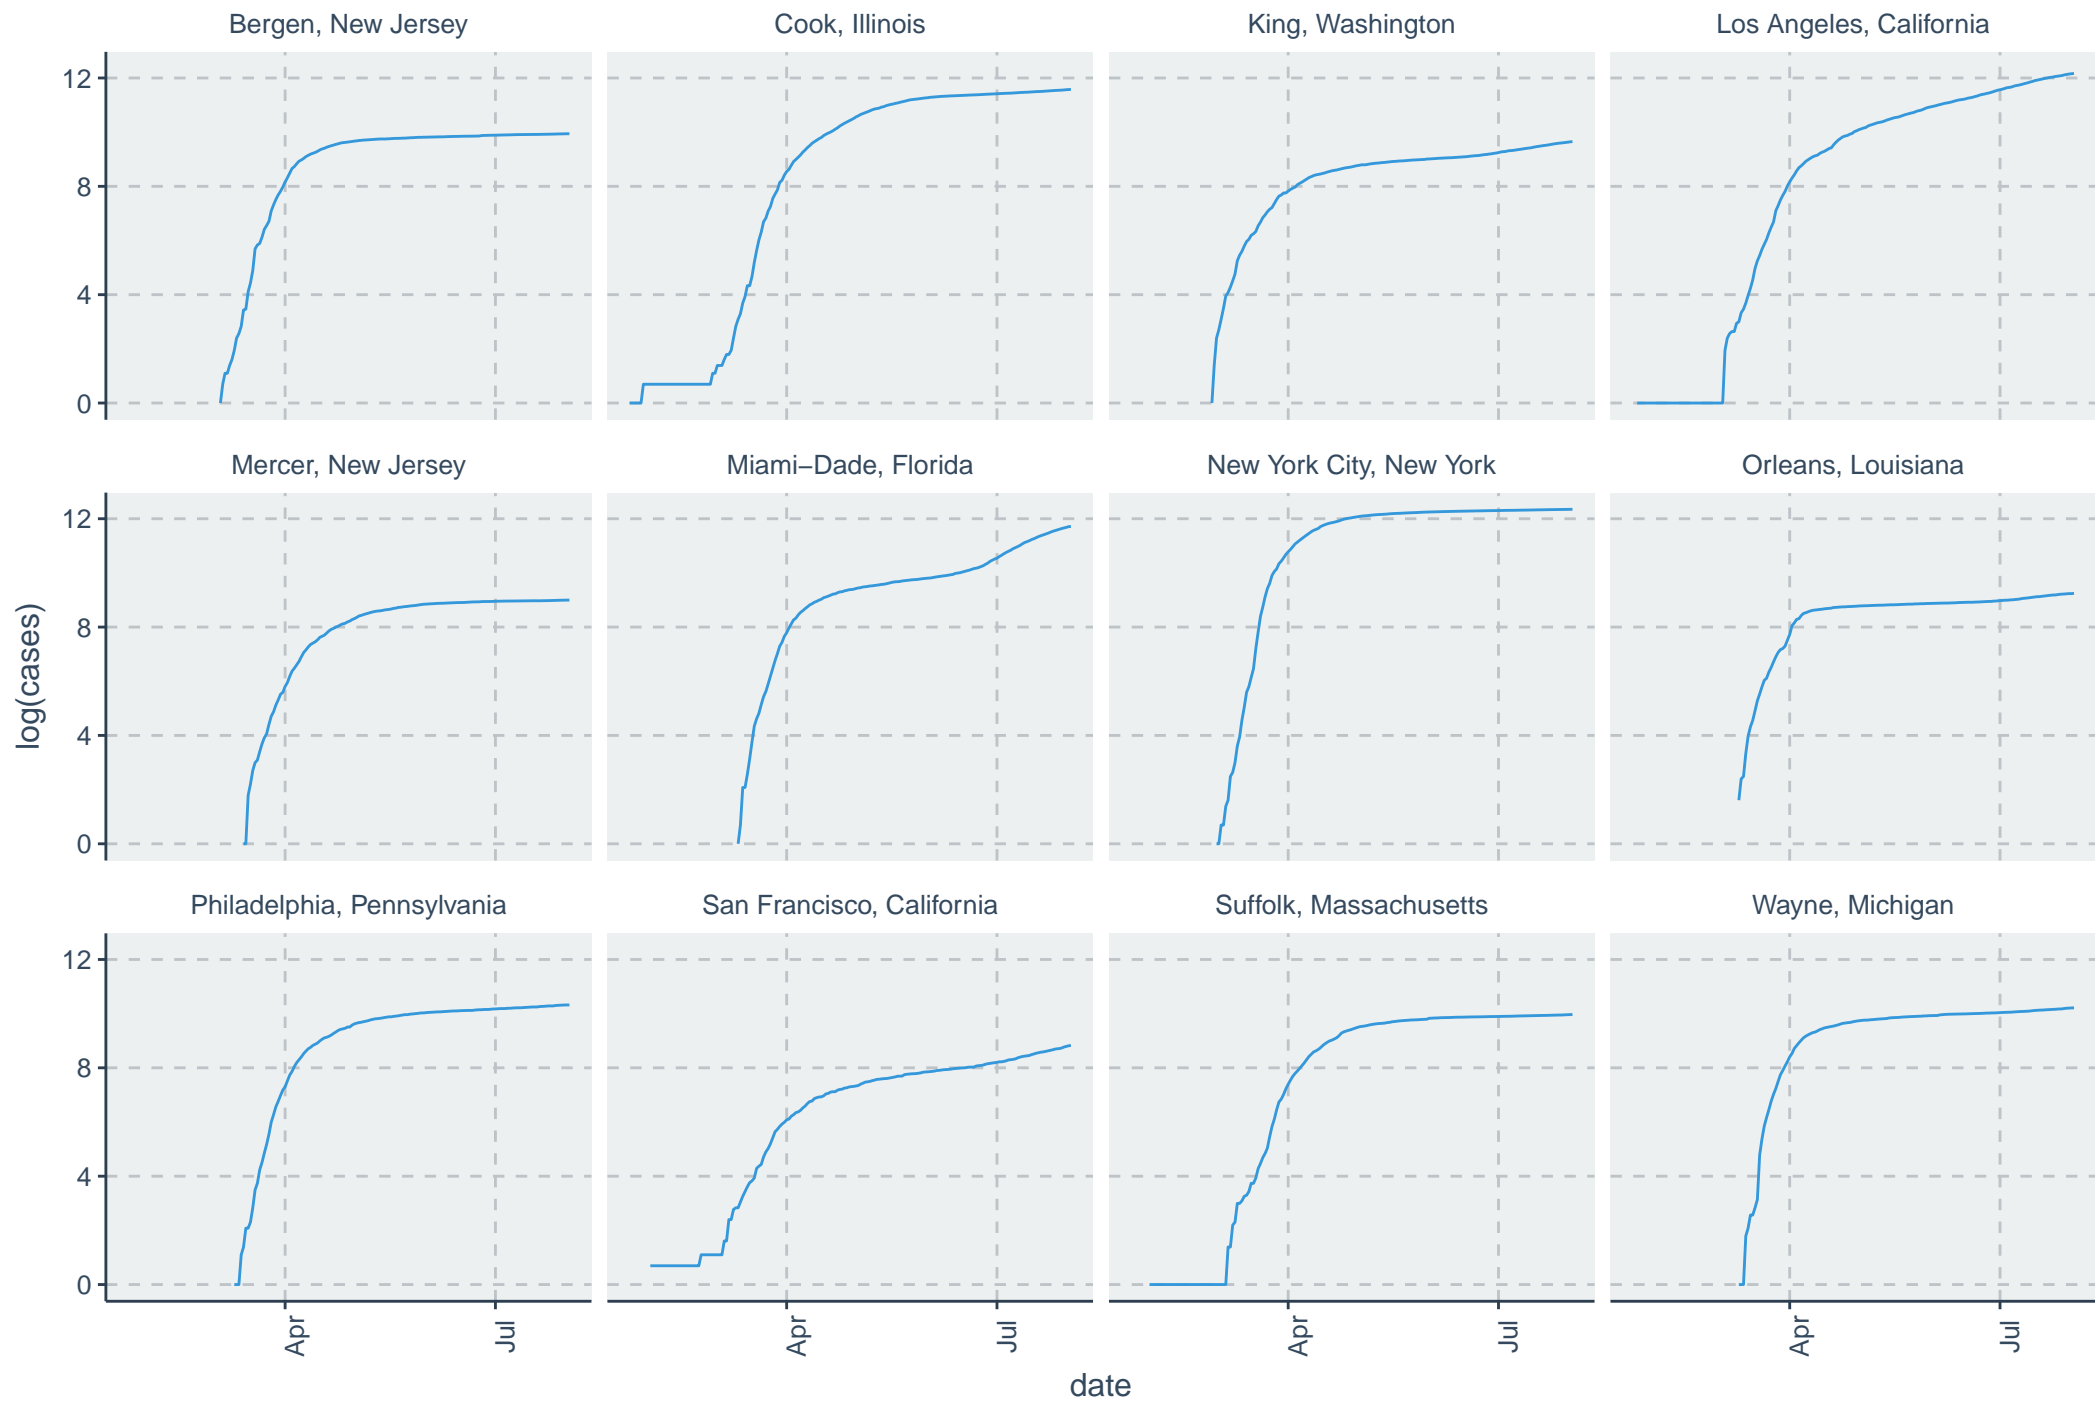 Bergen, New Jersey
Cook, Illinois
King, Washington
Los Angeles, California
12
8
4
0
Mercer, New Jersey
Miami−Dade, Florida
New York City, New York
Orleans, Louisiana
12
8
4
0
log(cases)
Philadelphia, Pennsylvania
San Francisco, California
Suffolk, Massachusetts
Wayne, Michigan
12
8
4
0
Apr
Jul
Apr
Jul
Apr
Jul
Apr
Jul
date